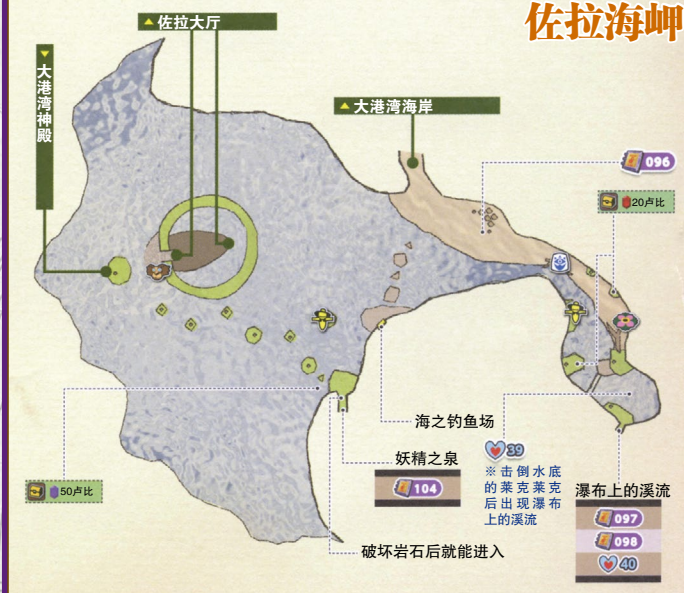 佐拉海岬
佐拉大厅
大港湾神殿
大港湾海岸
096
20卢比
50卢比
海之钓鱼场
妖精之泉
104
39
※击倒水底
的莱克莱克
后出现瀑布
上的溪流
瀑布上的溪流
097
098
40
破坏岩石后就能进入